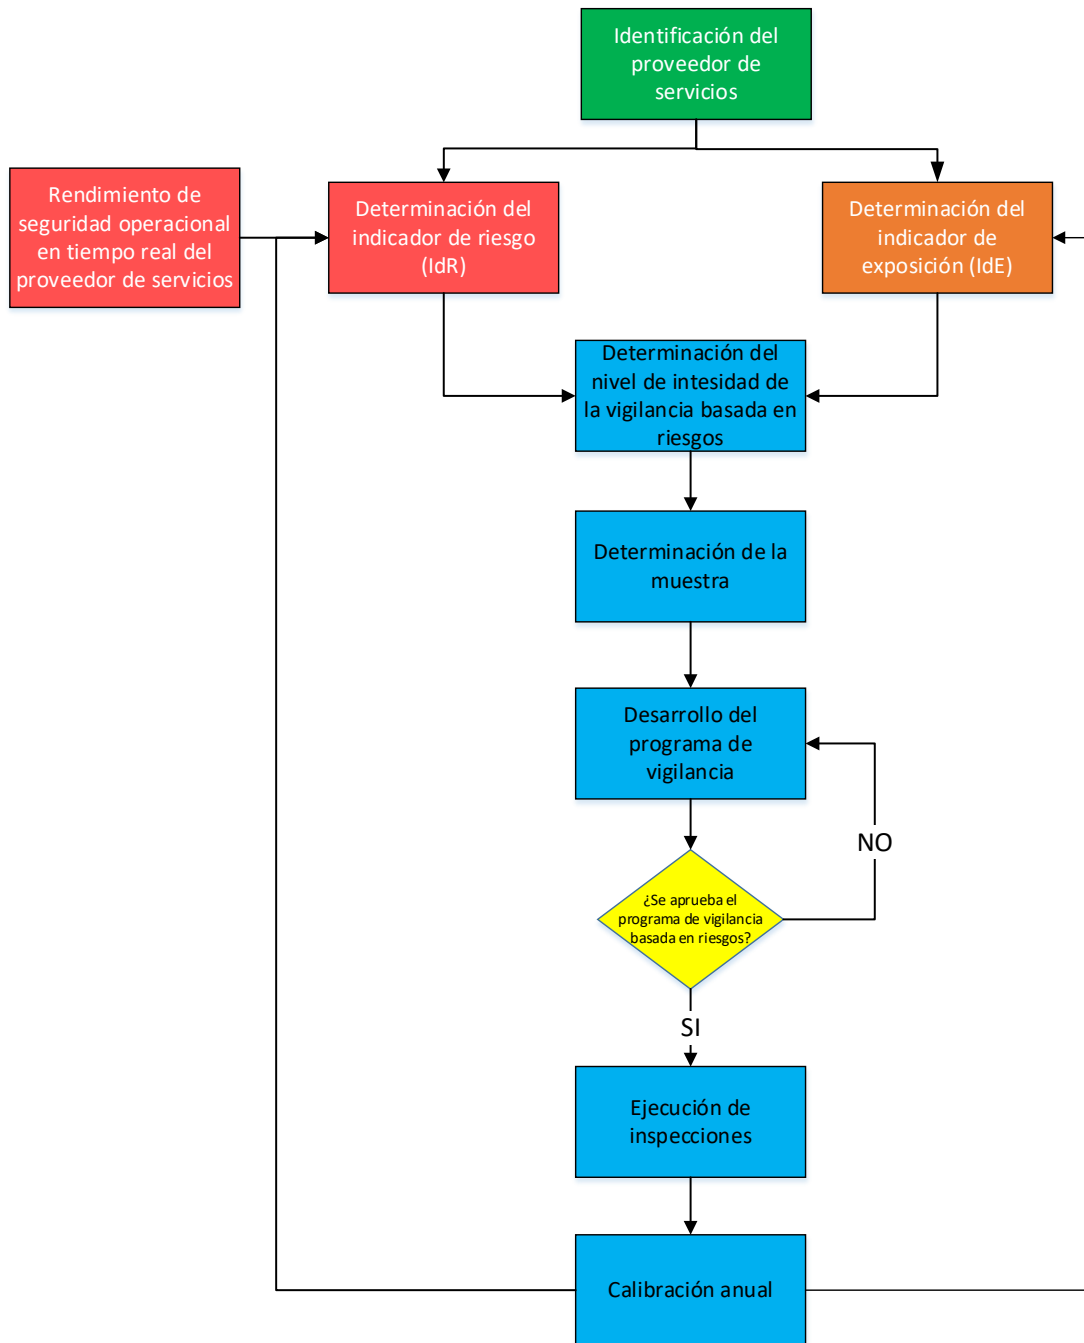 Identificación del
proveedor de
servicios
Rendimiento de
seguridad operacional
en tiempo real del
proveedor de servicios
Determinación del
indicador de riesgo
(IdR)
Determinación del
indicador de
exposición (IdE)
Determinación del
nivel de intesidad de
la vigilancia basada en
riesgos
Determinación de la
muestra
Desarrollo del
programa de
vigilancia
NO
¿Se aprueba el
programa de vigilancia
basada en riesgos?
SI
Ejecución de
inspecciones
Calibración anual